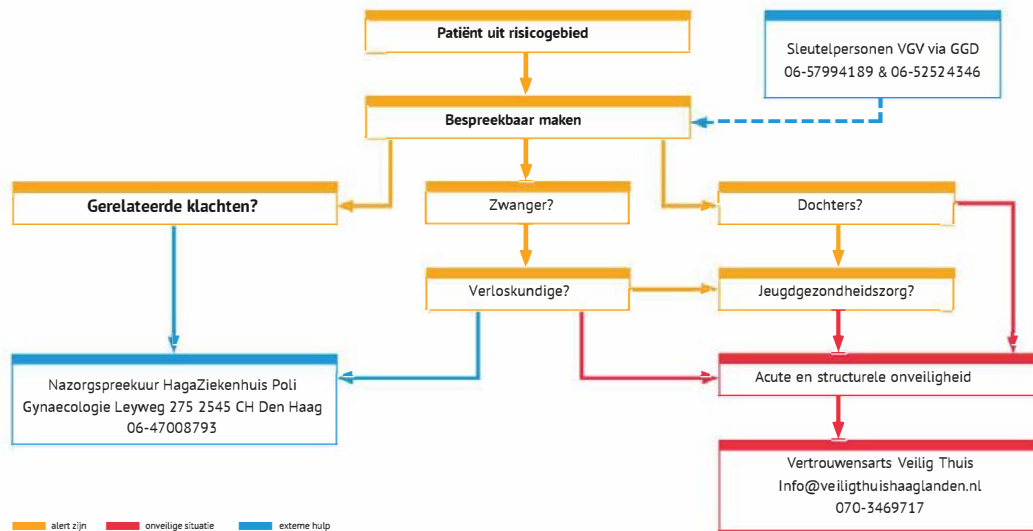 Patiënt uit risicogebied
Sleutelpersonen VGV via GGD
06-57994189 & 06-52524346
Bespreekbaar maken
Gerelateerde klachten?
Zwanger?
Dochters?
Verloskundige?
Jeugdgezondheidszorg?
Nazorgspreekuur HagaZiekenhuis Poli
Gynaecologie Leyweg 275 2545 CH Den Haag
06-47008793
Acute en structurele onveiligheid
Vertrouwensarts Veilig Thuis
Info@veiligthuishaaglanden.nl
070-3469717
alert zijn
onveilige situatie
externe hulp